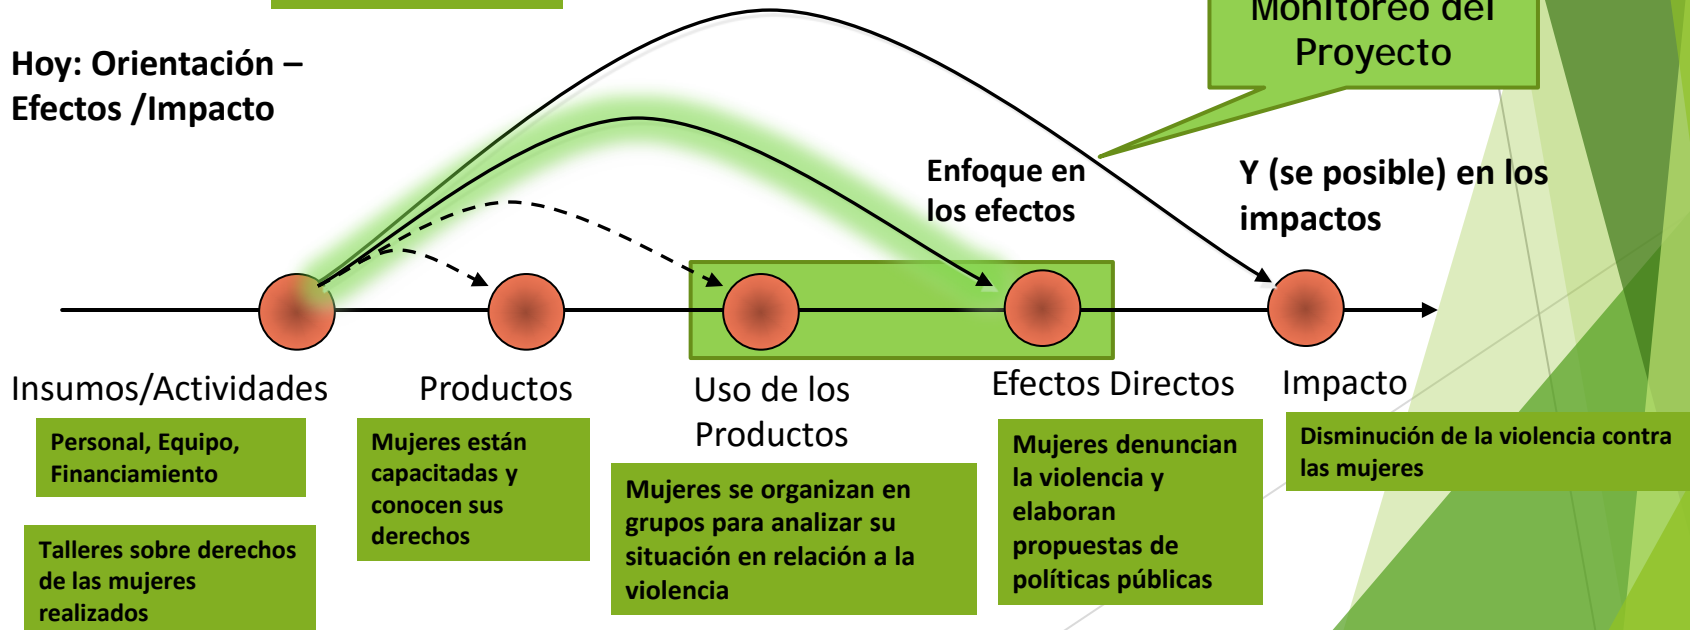 Monitoreo del
Proyecto
Hoy: Orientación –
Efectos /Impacto
Enfoque en
los efectos
Y (se posible) en los
impactos
Insumos/Actividades
Productos
Uso de los
Productos
Efectos Directos
Impacto
Personal, Equipo,
Financiamiento
Talleres sobre derechos
de las mujeres
realizados
Mujeres están
capacitadas y
conocen sus
derechos
Mujeres se organizan en
grupos para analizar su
situación en relación a la
violencia
Mujeres denuncian
la violencia y
elaboran
propuestas de
políticas públicas
Disminución de la violencia contra
las mujeres